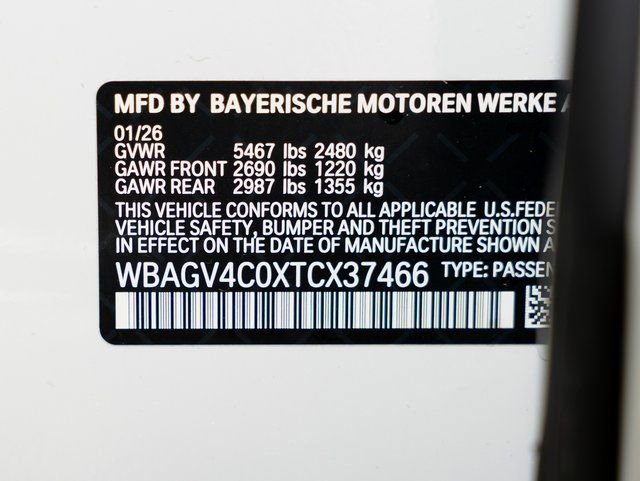 MFD BY BAYERISCHE MOTOREN WERKE
01/26
GVWR 5467 lbs 2480 kg
GAWR FRONT 2690 lbs 1220 kg
GAWR REAR 2987 lbs 1355 kg
THIS VEHICLE CONFORMS TO ALL APPLICABLE U.S.FEDE
VEHICLE SAFETY, BUMPER AND THEFT PREVENTION S
IN EFFECT ON THE DATE OF MANUFACTURE SHOWN A
WBAGV4C0XTCX37466 TYPE: PASSEN